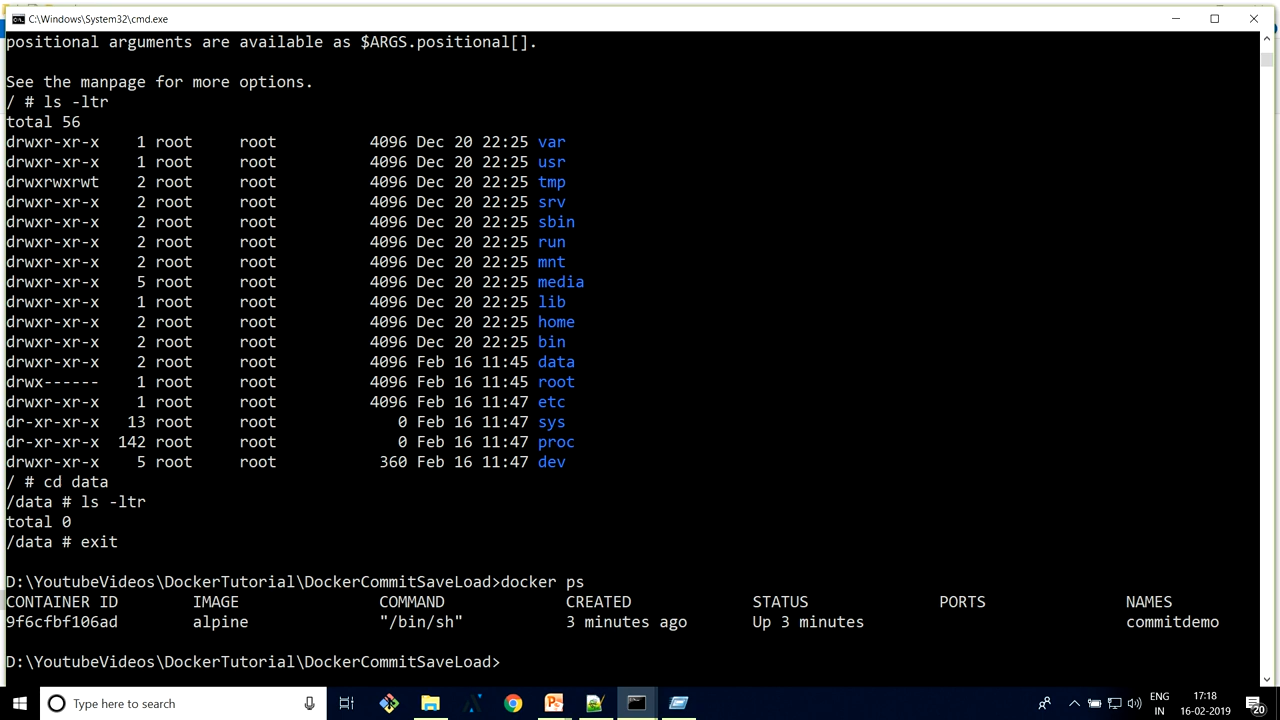 C:\Windows\System32\cmd.exe
positional arguments are available as $ARGS.positional[].
See the manpage for more options.
/ # ls -ltr
total 56
drwxr-xr-x 1 root root 4096 Dec 20 22:25 var
drwxr-xr-x 1 root root 4096 Dec 20 22:25 usr
drwxrwxrwt 2 root root 4096 Dec 20 22:25 tmp
drwxr-xr-x 2 root root 4096 Dec 20 22:25 srv
drwxr-xr-x 2 root root 4096 Dec 20 22:25 sbin
drwxr-xr-x 2 root root 4096 Dec 20 22:25 run
drwxr-xr-x 2 root root 4096 Dec 20 22:25 mnt
drwxr-xr-x 5 root root 4096 Dec 20 22:25 media
drwxr-xr-x 1 root root 4096 Dec 20 22:25 lib
drwxr-xr-x 2 root root 4096 Dec 20 22:25 home
drwxr-xr-x 2 root root 4096 Dec 20 22:25 bin
drwxr-xr-x 2 root root 4096 Feb 16 11:45 data
drwx------ 1 root root 4096 Feb 16 11:45 root
drwxr-xr-x 1 root root 4096 Feb 16 11:47 etc
dr-xr-xr-x 13 root root 0 Feb 16 11:47 sys
dr-xr-xr-x 142 root root 0 Feb 16 11:47 proc
drwxr-xr-x 5 root root 360 Feb 16 11:47 dev
/ # cd data
/data # ls -ltr
total 0
/data # exit
D:\YoutubeVideos\DockerTutorial\DockerCommitSaveLoad>docker ps
CONTAINER ID IMAGE COMMAND CREATED STATUS PORTS NAMES
9f6cfbf106ad alpine "/bin/sh" 3 minutes ago Up 3 minutes commitdemo
D:\YoutubeVideos\DockerTutorial\DockerCommitSaveLoad>
Type here to search
ENG
IN
17:18
16-02-2019
20